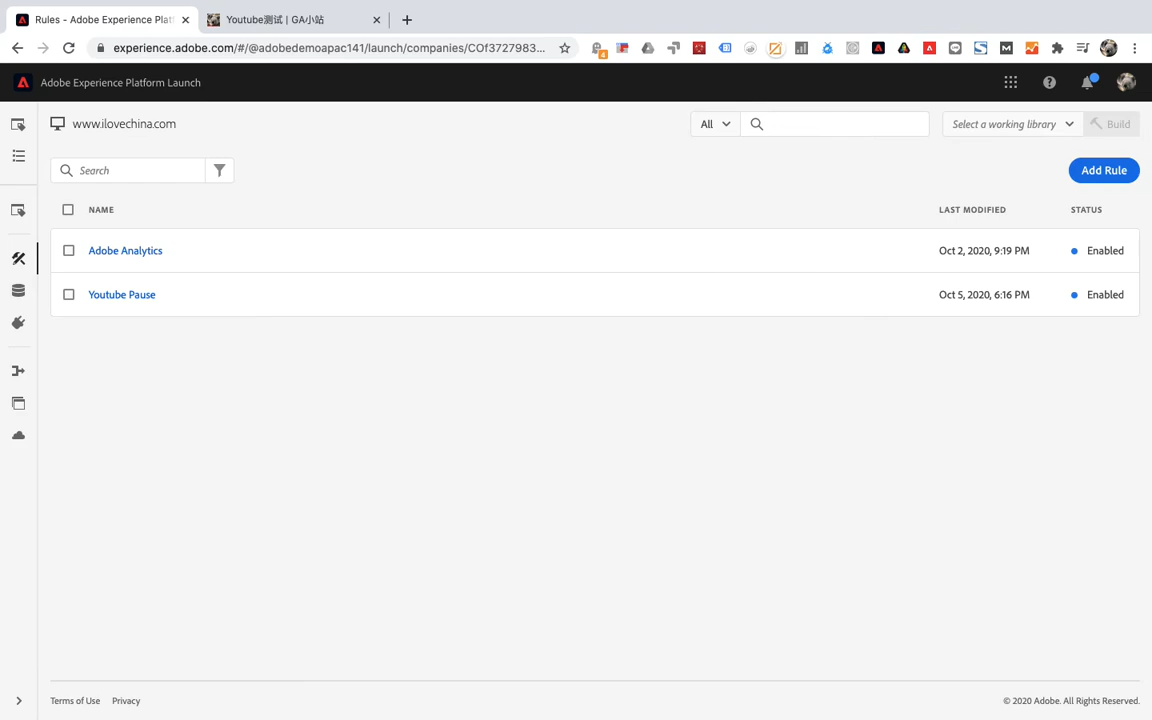 Rules - Adobe Experience Plat
Youtube测试 | GA小站
experience.adobe.com/#/@adobedemoapac141/launch/companies/COf3727983...
4
Adobe Experience Platform Launch
www.ilovechina.com
All
Select a working library
Build
Search
Add Rule
NAME
LAST MODIFIED
STATUS
Adobe Analytics
Oct 2, 2020, 9:19 PM
Enabled
Youtube Pause
Oct 5, 2020, 6:16 PM
Enabled
Terms of Use
Privacy
© 2020 Adobe. All Rights Reserved.